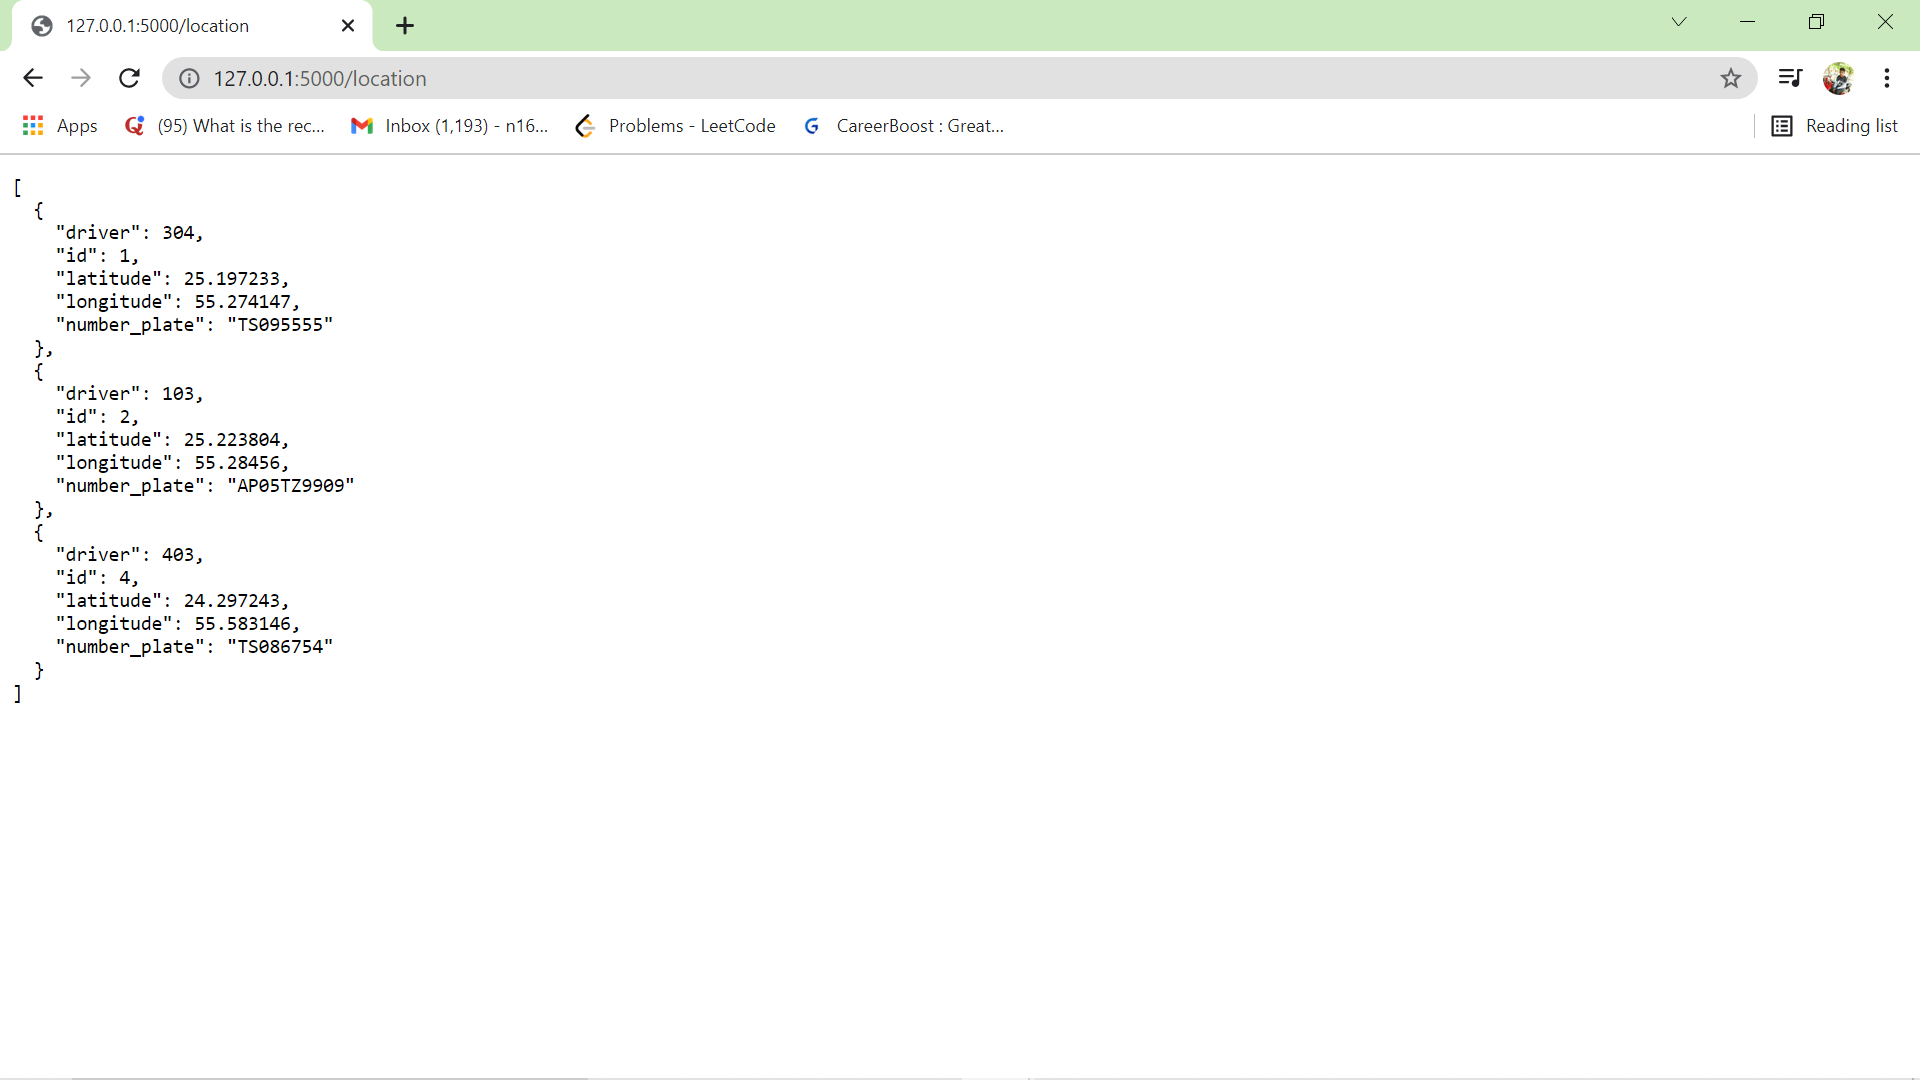 127.0.0.1:5000/location
127.0.0.1:5000/location
Apps (95) What is the rec... Inbox (1,193) - n16... Problems - LeetCode CareerBoost : Great... Reading list
[
  {
    "driver": 304,
    "id": 1,
    "latitude": 25.197233,
    "longitude": 55.274147,
    "number_plate": "TS095555"
  },
  {
    "driver": 103,
    "id": 2,
    "latitude": 25.223804,
    "longitude": 55.28456,
    "number_plate": "AP05TZ9909"
  },
  {
    "driver": 403,
    "id": 4,
    "latitude": 24.297243,
    "longitude": 55.583146,
    "number_plate": "TS086754"
  }
]